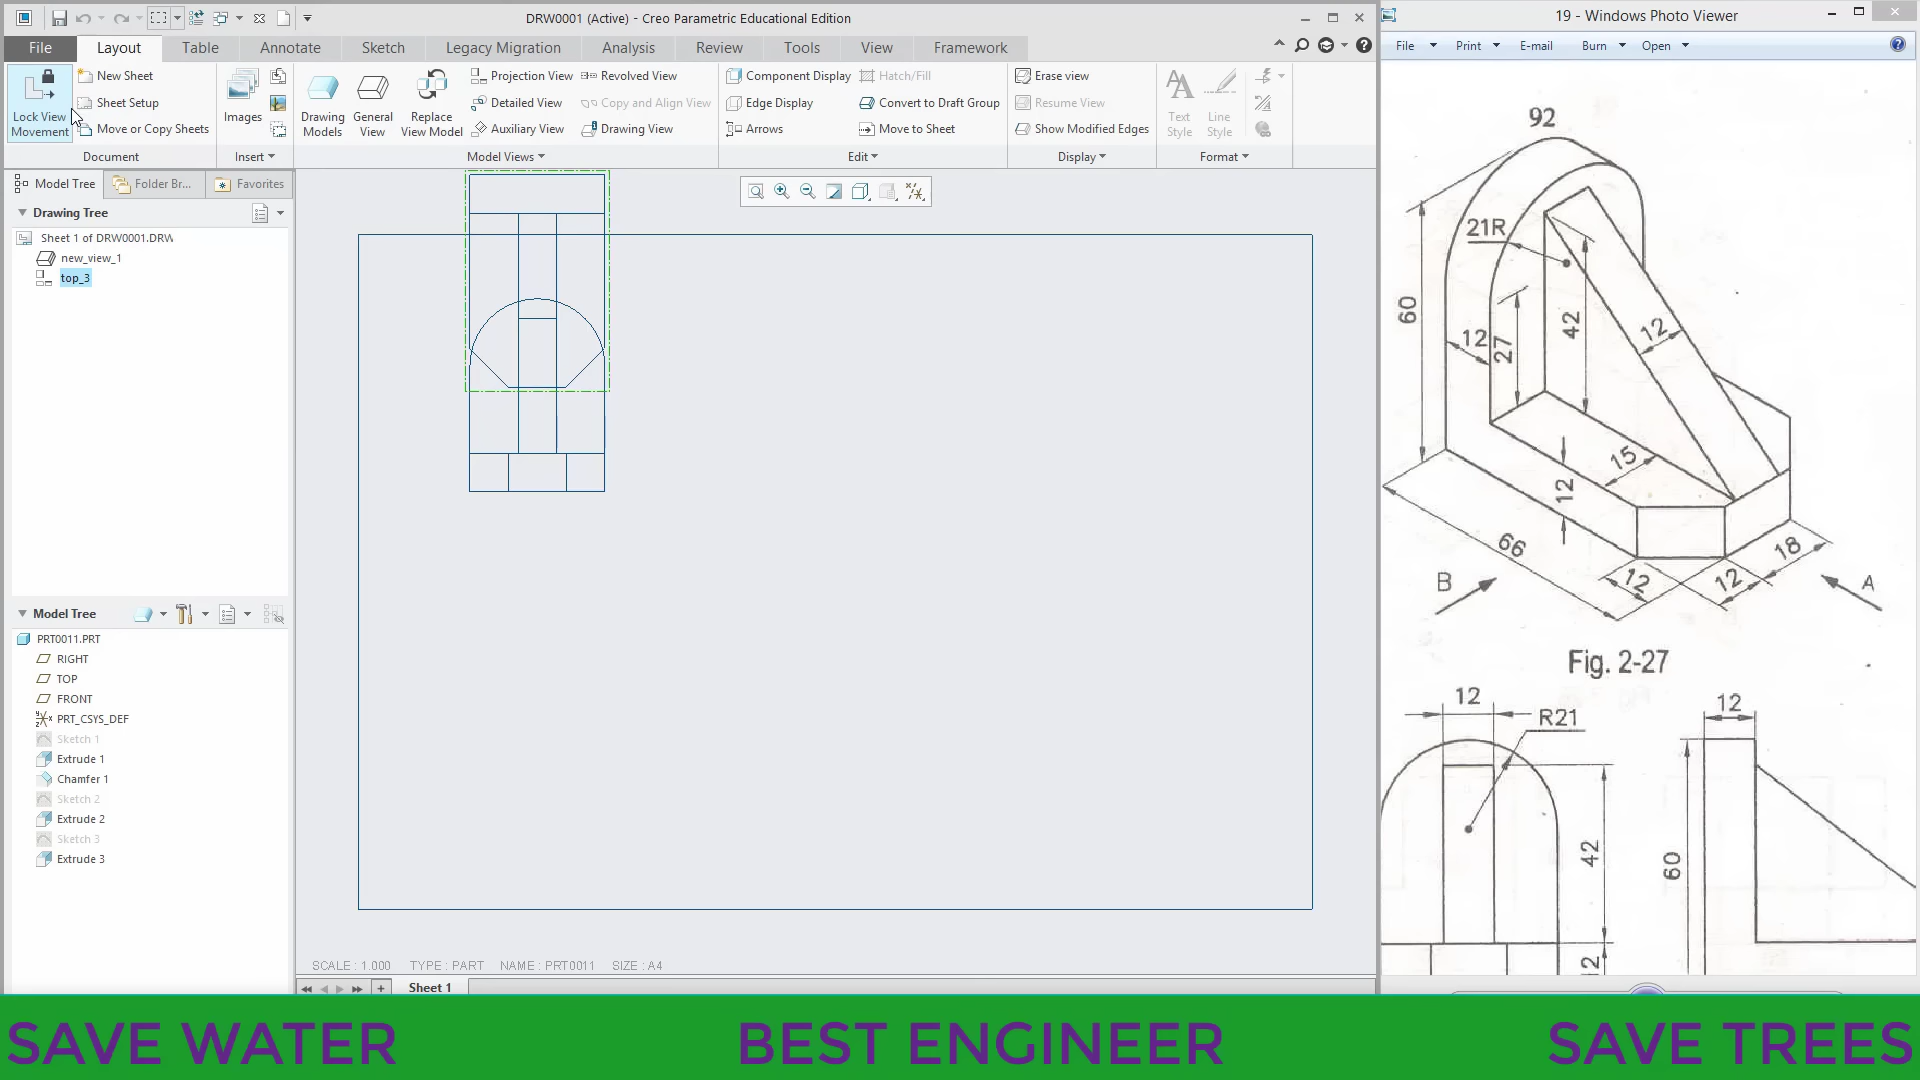 DRW0001 (Active) - Creo Parametric Educational Edition
File
Layout
Table
Annotate
Sketch
Legacy Migration
Analysis
Review
Tools
View
Framework
Lock View
Movement
New Sheet
Sheet Setup
Move or Copy Sheets
Document
Images
Insert
Drawing
Models
General
View
Replace
View Model
Projection View
Detailed View
Auxiliary View
Revolved View
Copy and Align View
Drawing View
Model Views
Component Display
Edge Display
Arrows
Hatch/Fill
Convert to Draft Group
Move to Sheet
Edit
Erase view
Resume View
Show Modified Edges
Display
Text
Style
Line
Style
Format
Model Tree
Folder Br...
Favorites
Drawing Tree
Sheet 1 of DRW0001.DRW
new_view_1
top_3
Model Tree
PRT0011.PRT
RIGHT
TOP
FRONT
PRT_CSYS_DEF
Sketch 1
Extrude 1
Chamfer 1
Sketch 2
Extrude 2
Sketch 3
Extrude 3
SCALE : 1.000 TYPE : PART NAME : PRT0011 SIZE : A4
Sheet 1
19 - Windows Photo Viewer
File
Print
E-mail
Burn
Open
92
21R
60
12
27
42
12
15
12
66
12
12
18
B
A
Fig. 2-27
12
R21
42
12
12
60
SAVE WATER
BEST ENGINEER
SAVE TREES